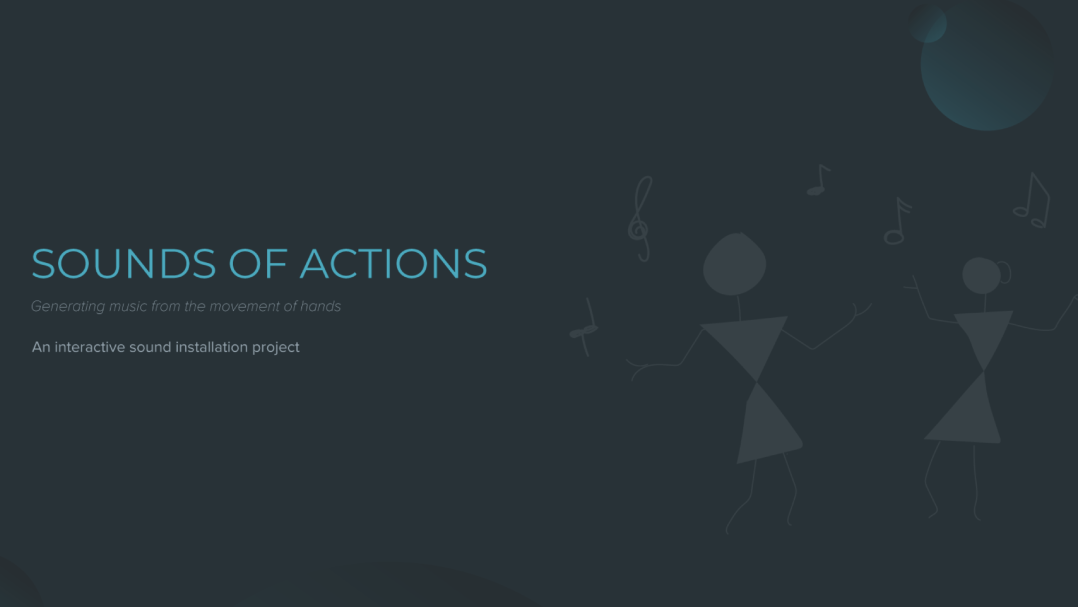 SOUNDS OF ACTIONS
Generating music from the movement of hands
An interactive sound installation project